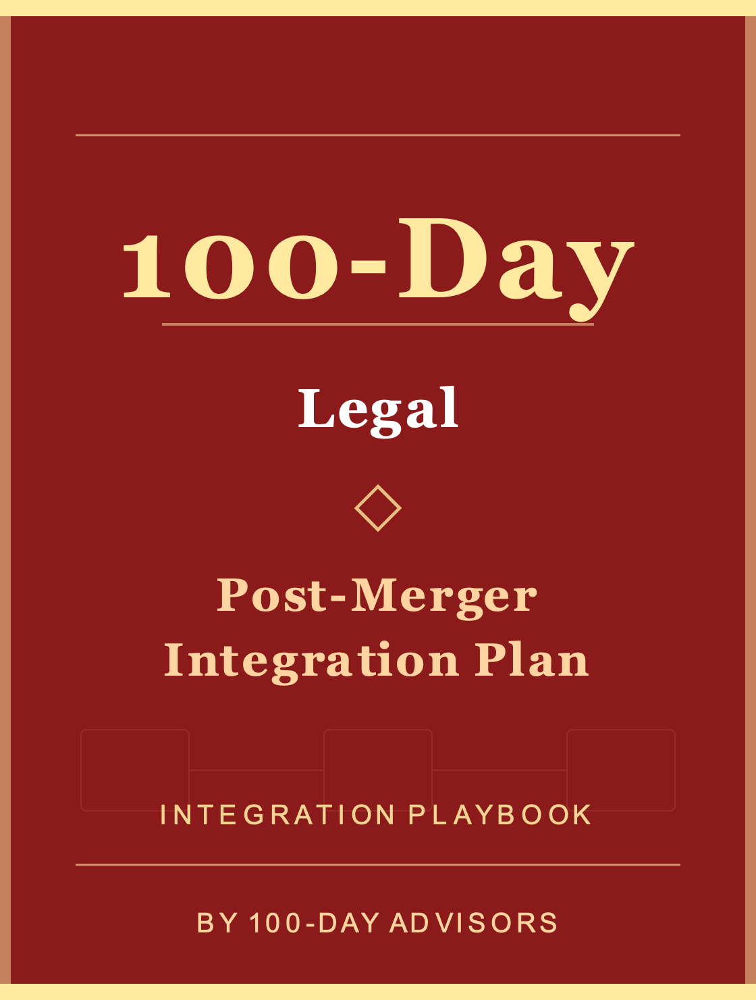 100-Day
Legal
Post-Merger
Integration Plan
INTEGRATION PLAYBOOK
BY 100-DAY ADVISORS